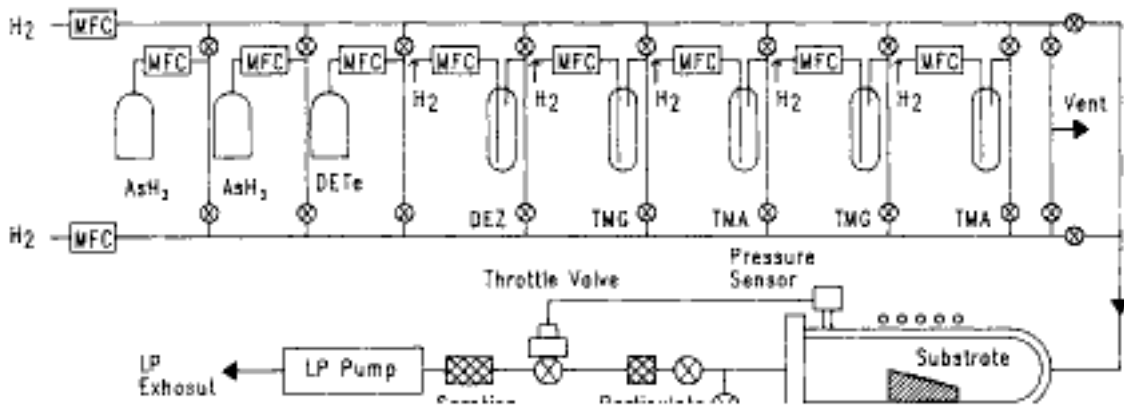 H2 MFC
MFC MFC MFC MFC MFC MFC MFC MFC
H2 H2 H2 H2 H2
Vent
AsH3 AsH3 DETe
DEZ TMG TMA TMG TMA
H2 MFC
Pressure
Sensor
Throttle Valve
Substrate
LP
Exhosut
LP Pump